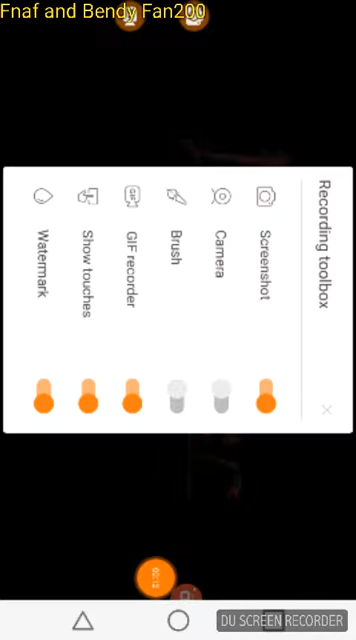 Fnaf and Bendy Fan200
Recording toolbox
Screenshot
Camera
Brush
GIF recorder
Show touches
Watermark
DU SCREEN RECORDER